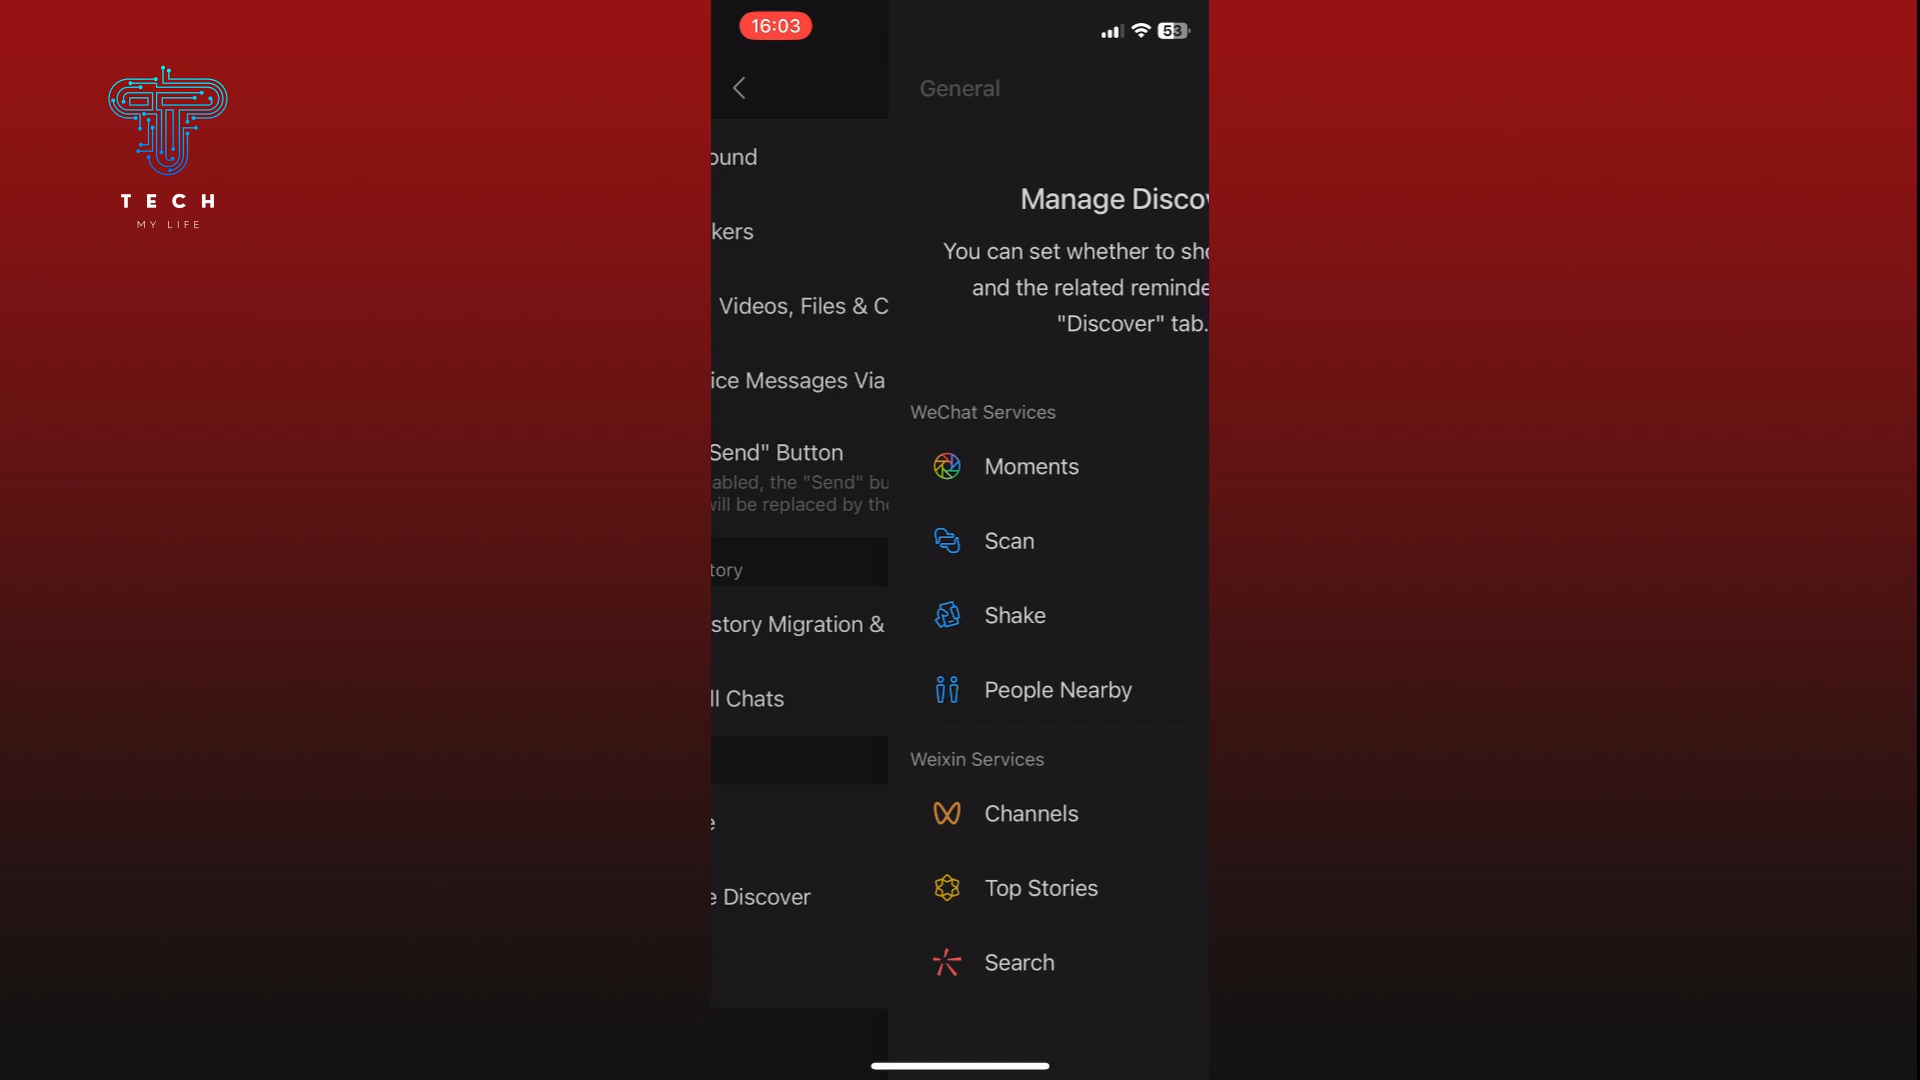 16:03
53
General
TECH
MY LIFE
ound
kers
Videos, Files & C
ice Messages Via
Send" Button
abled, the "Send" bu
will be replaced by the
tory
story Migration &
ll Chats
e
e Discover
Manage Discov
You can set whether to sho
and the related reminde
"Discover" tab.
WeChat Services
Moments
Scan
Shake
People Nearby
Weixin Services
Channels
Top Stories
Search